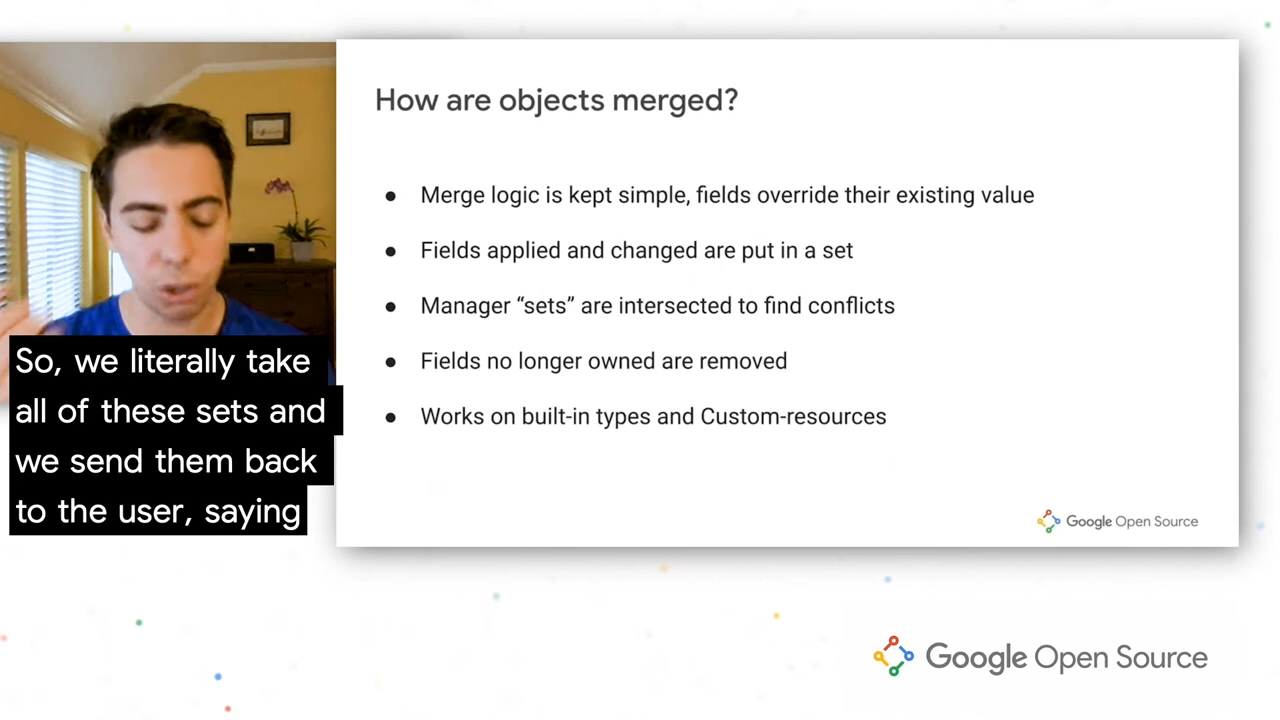 How are objects merged?
● Merge logic is kept simple, fields override their existing value
● Fields applied and changed are put in a set
● Manager “sets” are intersected to find conflicts
● Fields no longer owned are removed
● Works on built-in types and Custom-resources
Google Open Source
So, we literally take
all of these sets and
we send them back
to the user, saying
Google Open Source